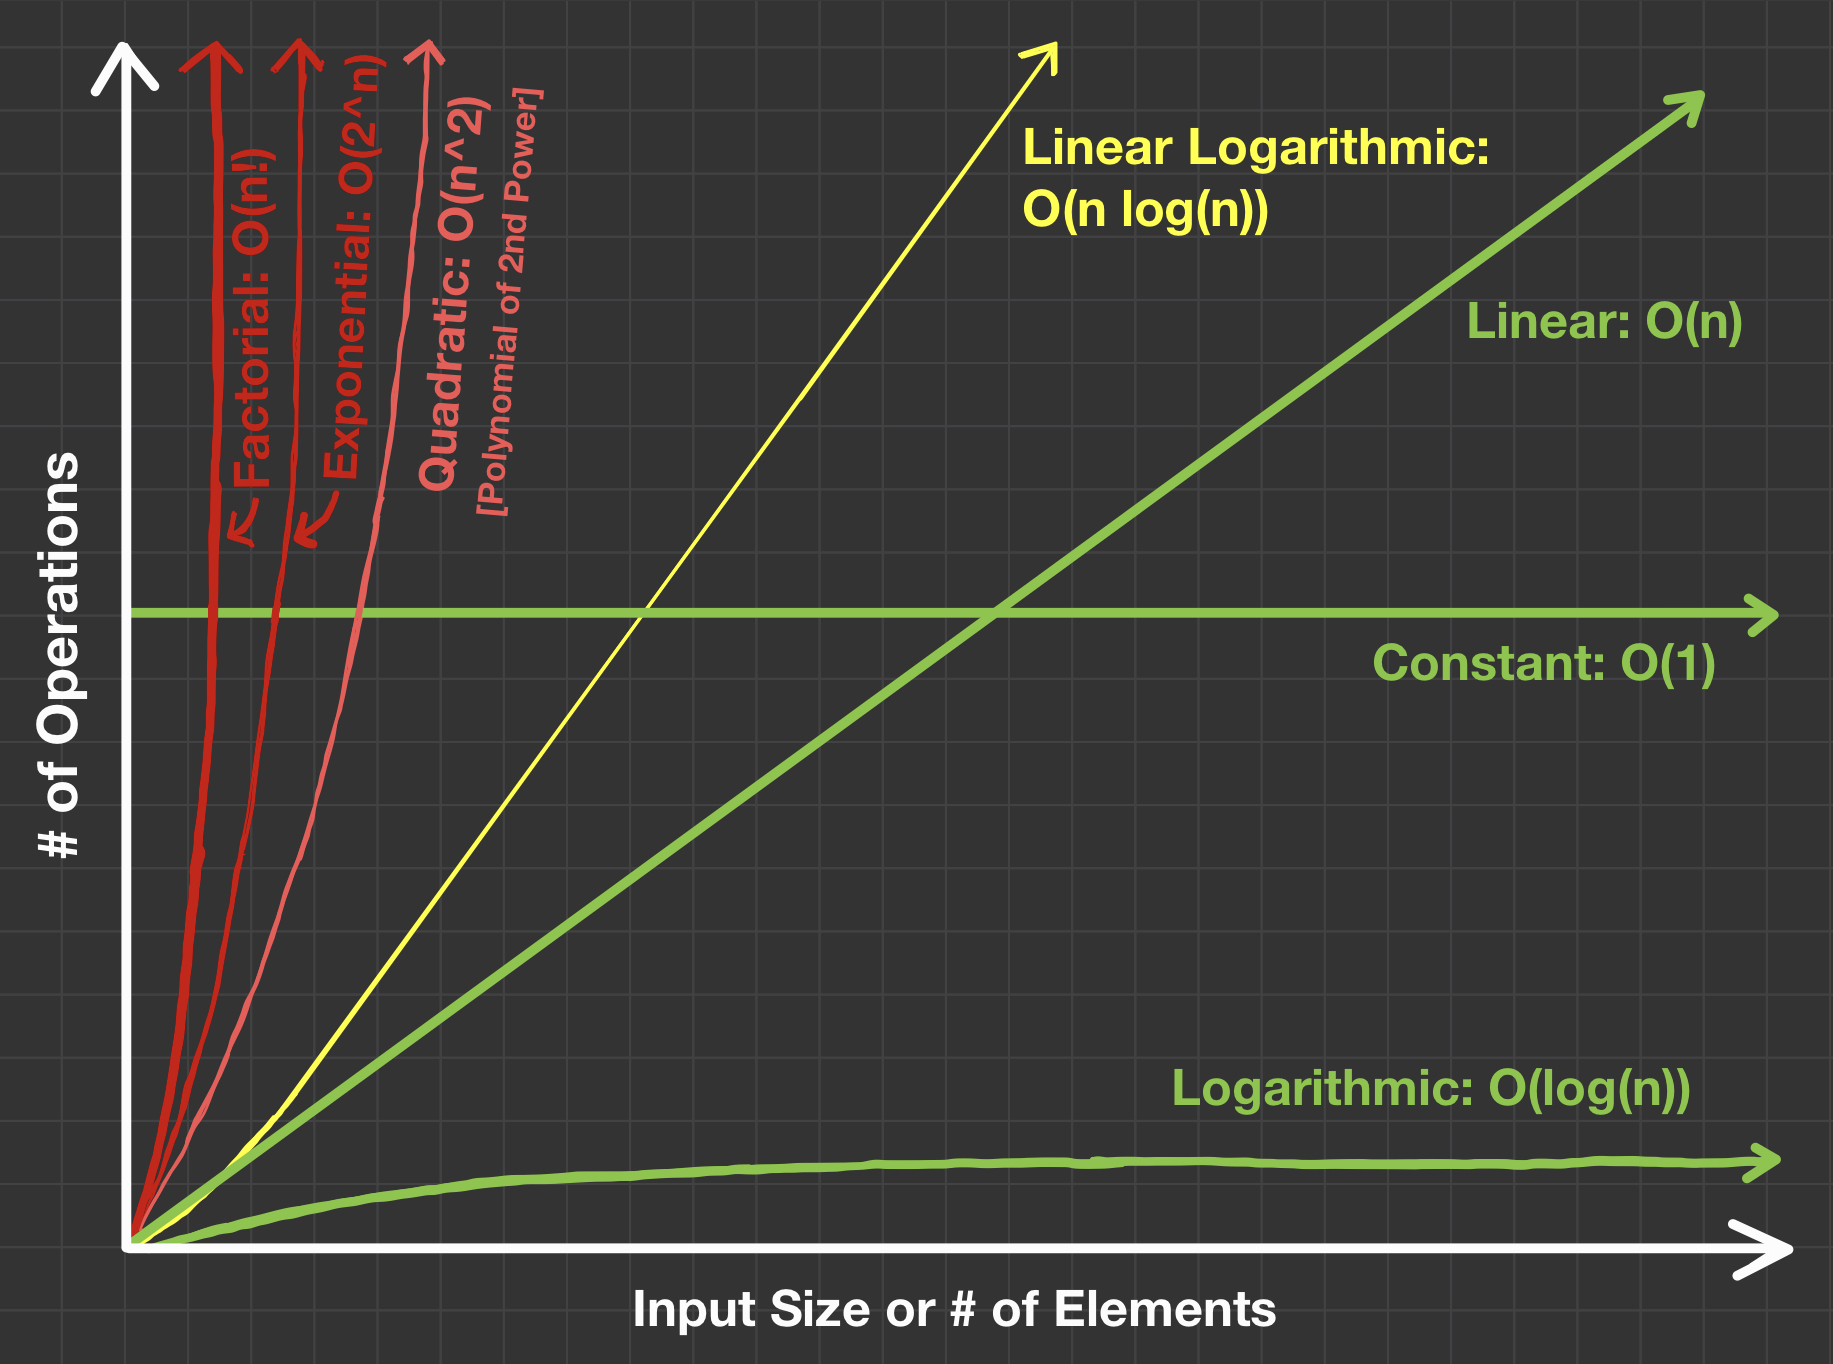 # of Operations
Factorial: O(n!)
Exponential: O(2^n)
Quadratic: O(n^2)
[Polynomial of 2nd Power]
Linear Logarithmic:
O(n log(n))
Linear: O(n)
Constant: O(1)
Logarithmic: O(log(n))
Input Size or # of Elements